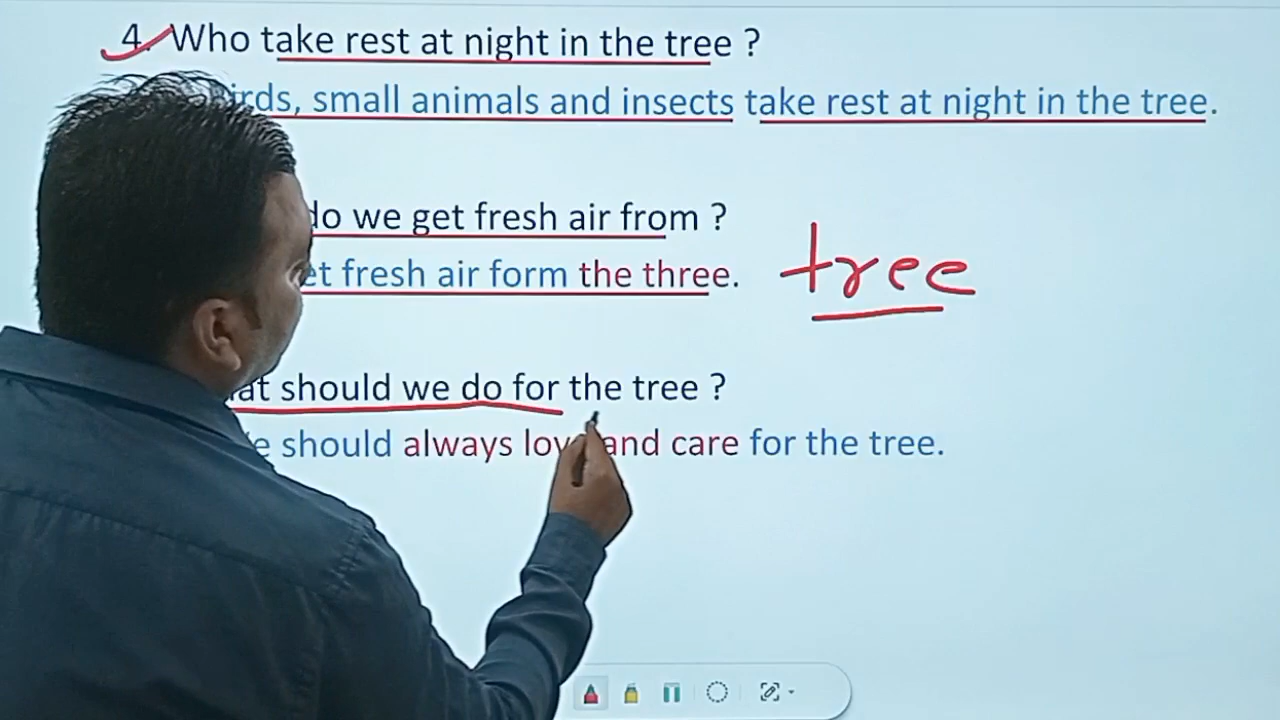 4. Who take rest at night in the tree ?
irds, small animals and insects take rest at night in the tree.
do we get fresh air from ?
et fresh air form the three.
tree
at should we do for the tree ?
e should always love and care for the tree.